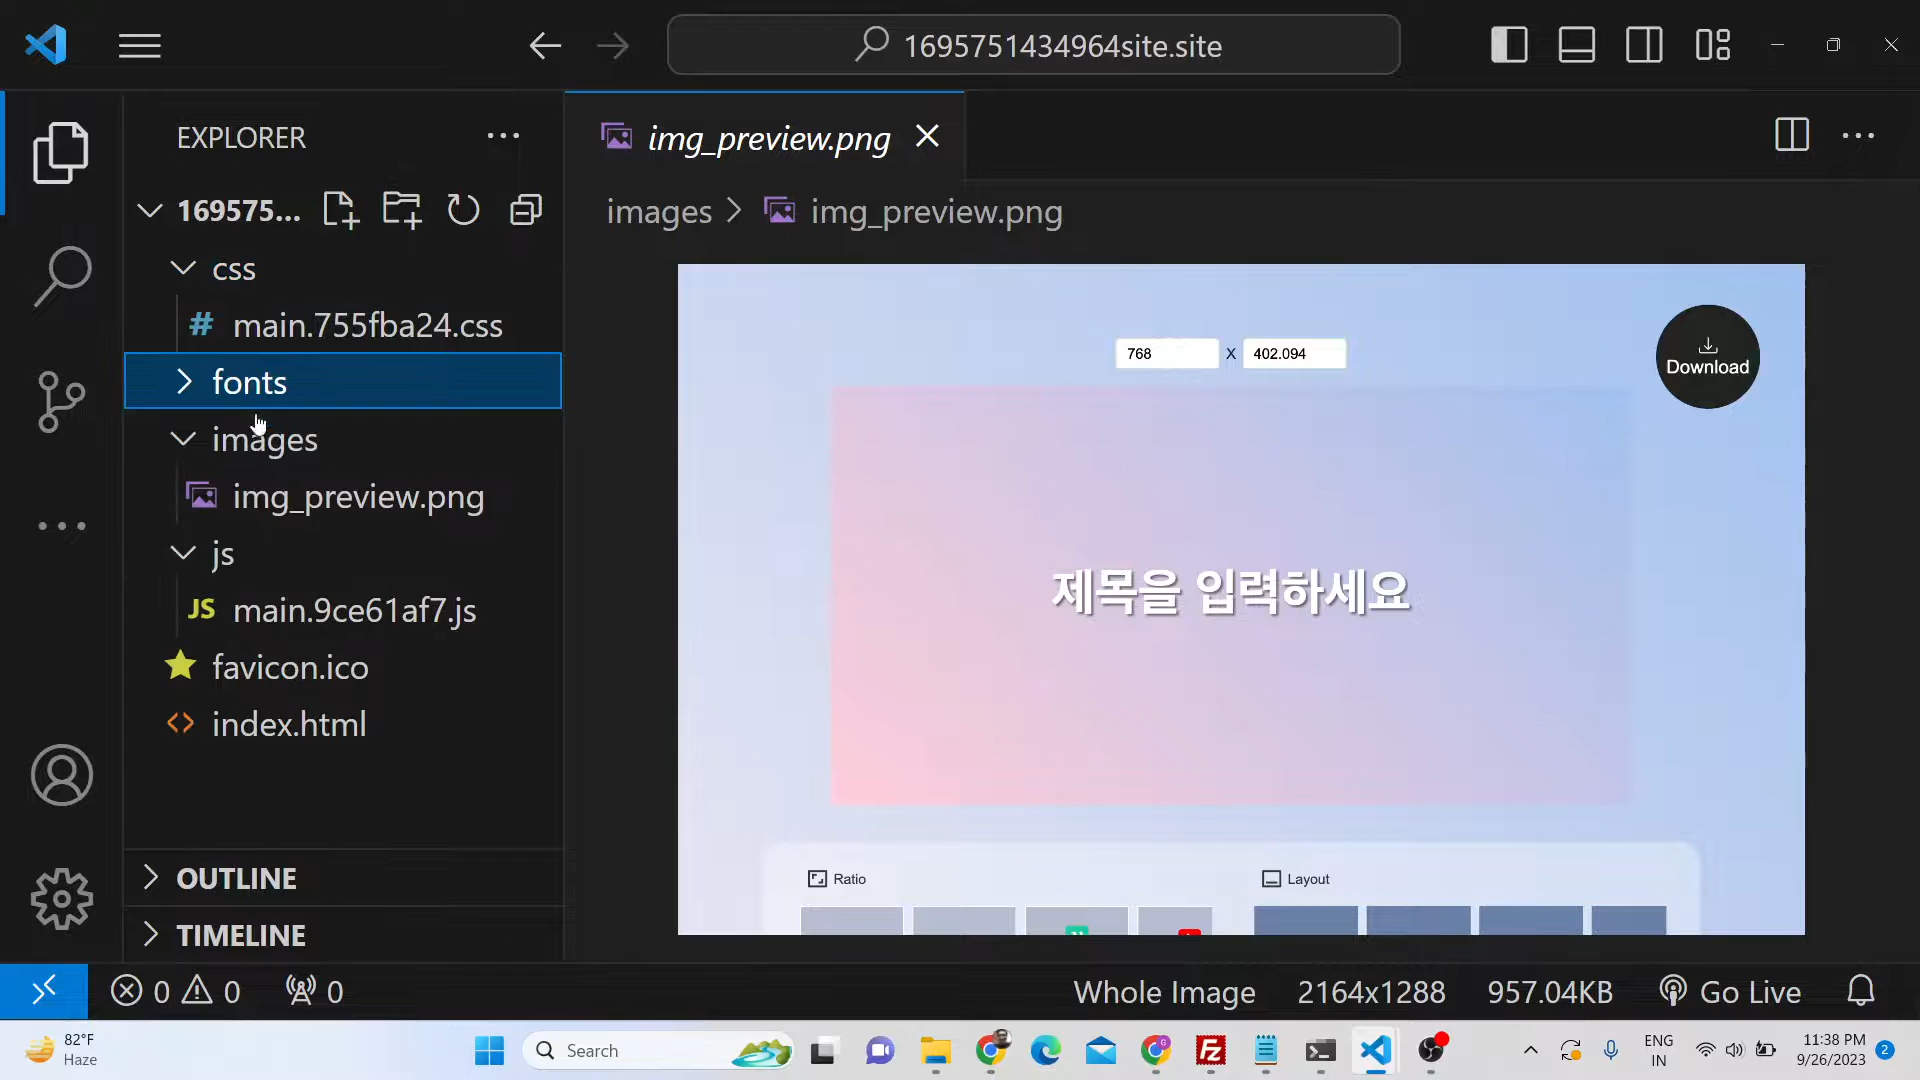 1695751434964site.site
EXPLORER
169575...
css
# main.755fba24.css
fonts
images
img_preview.png
js
JS main.9ce61af7.js
favicon.ico
<> index.html
OUTLINE
TIMELINE
img_preview.png
images > img_preview.png
768 X 402.094
Download
제목을 입력하세요
Ratio
Layout
0 0 0
Whole Image 2164x1288 957.04KB Go Live
82°F
Haze
Search
ENG
IN
11:38 PM
9/26/2023
2